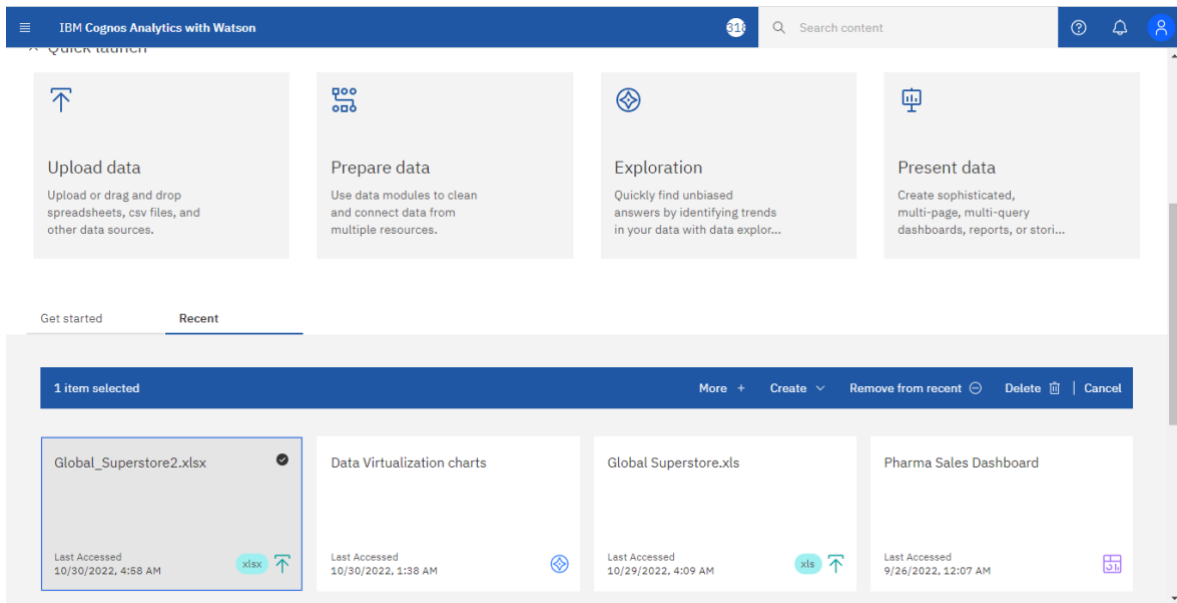 IBM Cognos Analytics with Watson
Search content
Quick launch
Upload data
Upload or drag and drop
spreadsheets, csv files, and
other data sources.
Prepare data
Use data modules to clean
and connect data from
multiple resources.
Exploration
Quickly find unbiased
answers by identifying trends
in your data with data explor...
Present data
Create sophisticated,
multi-page, multi-query
dashboards, reports, or stori...
Get started
Recent
1 item selected
More +
Create
Remove from recent
Delete
Cancel
Global_Superstore2.xlsx
Last Accessed
10/30/2022, 4:58 AM
xlsx
Data Virtualization charts
Last Accessed
10/30/2022, 1:38 AM
Global Superstore.xls
Last Accessed
10/29/2022, 4:09 AM
xls
Pharma Sales Dashboard
Last Accessed
9/26/2022, 12:07 AM